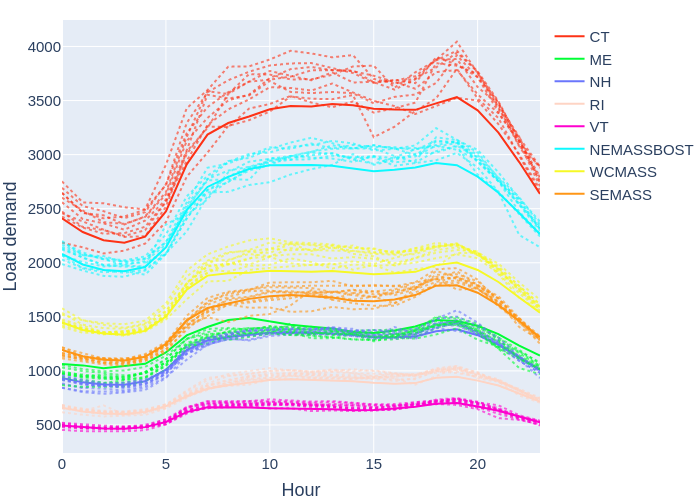 4000
3500
3000
2500
2000
1500
1000
500
0
5
10
15
20
Load demand
Hour
CT
ME
NH
RI
VT
NEMASSBOST
WCMASS
SEMASS